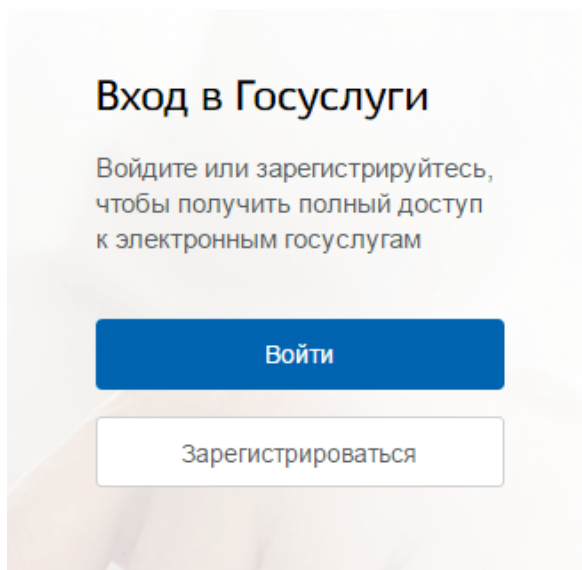 Вход в Госуслуги
Войдите или зарегистрируйтесь,
чтобы получить полный доступ
к электронным госуслугам
Войти
Зарегистрироваться